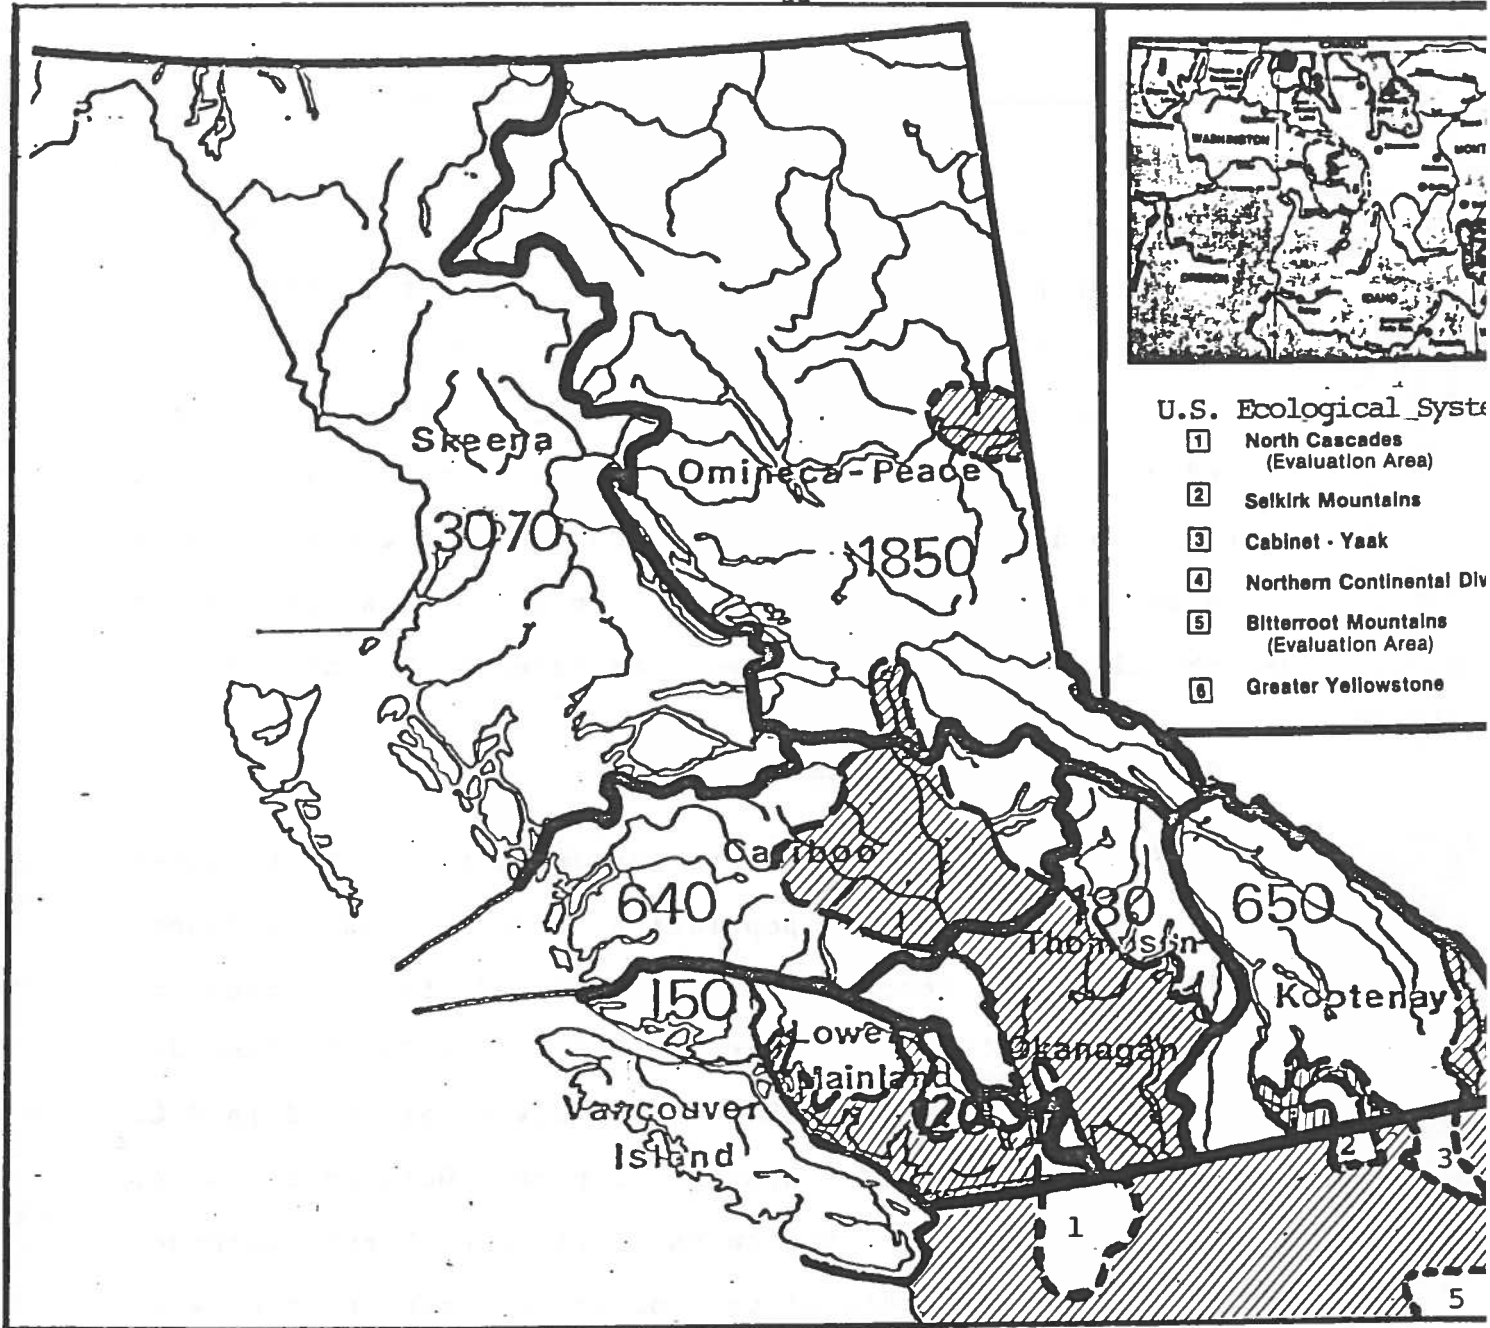 Skeena
3070
Omineca-Peace
1850
Cariboo
640
180
Thompson
650
Kootenay
150
Lower
Mainland
Okanagan
120
Vancouver
Island
1
2
3
5
WASHINGTON
OREGON
IDAHO
MONT
U.S. Ecological Syste
1 North Cascades
(Evaluation Area)
2 Selkirk Mountains
3 Cabinet - Yaak
4 Northern Continental Div
5 Bitterroot Mountains
(Evaluation Area)
6 Greater Yellowstone